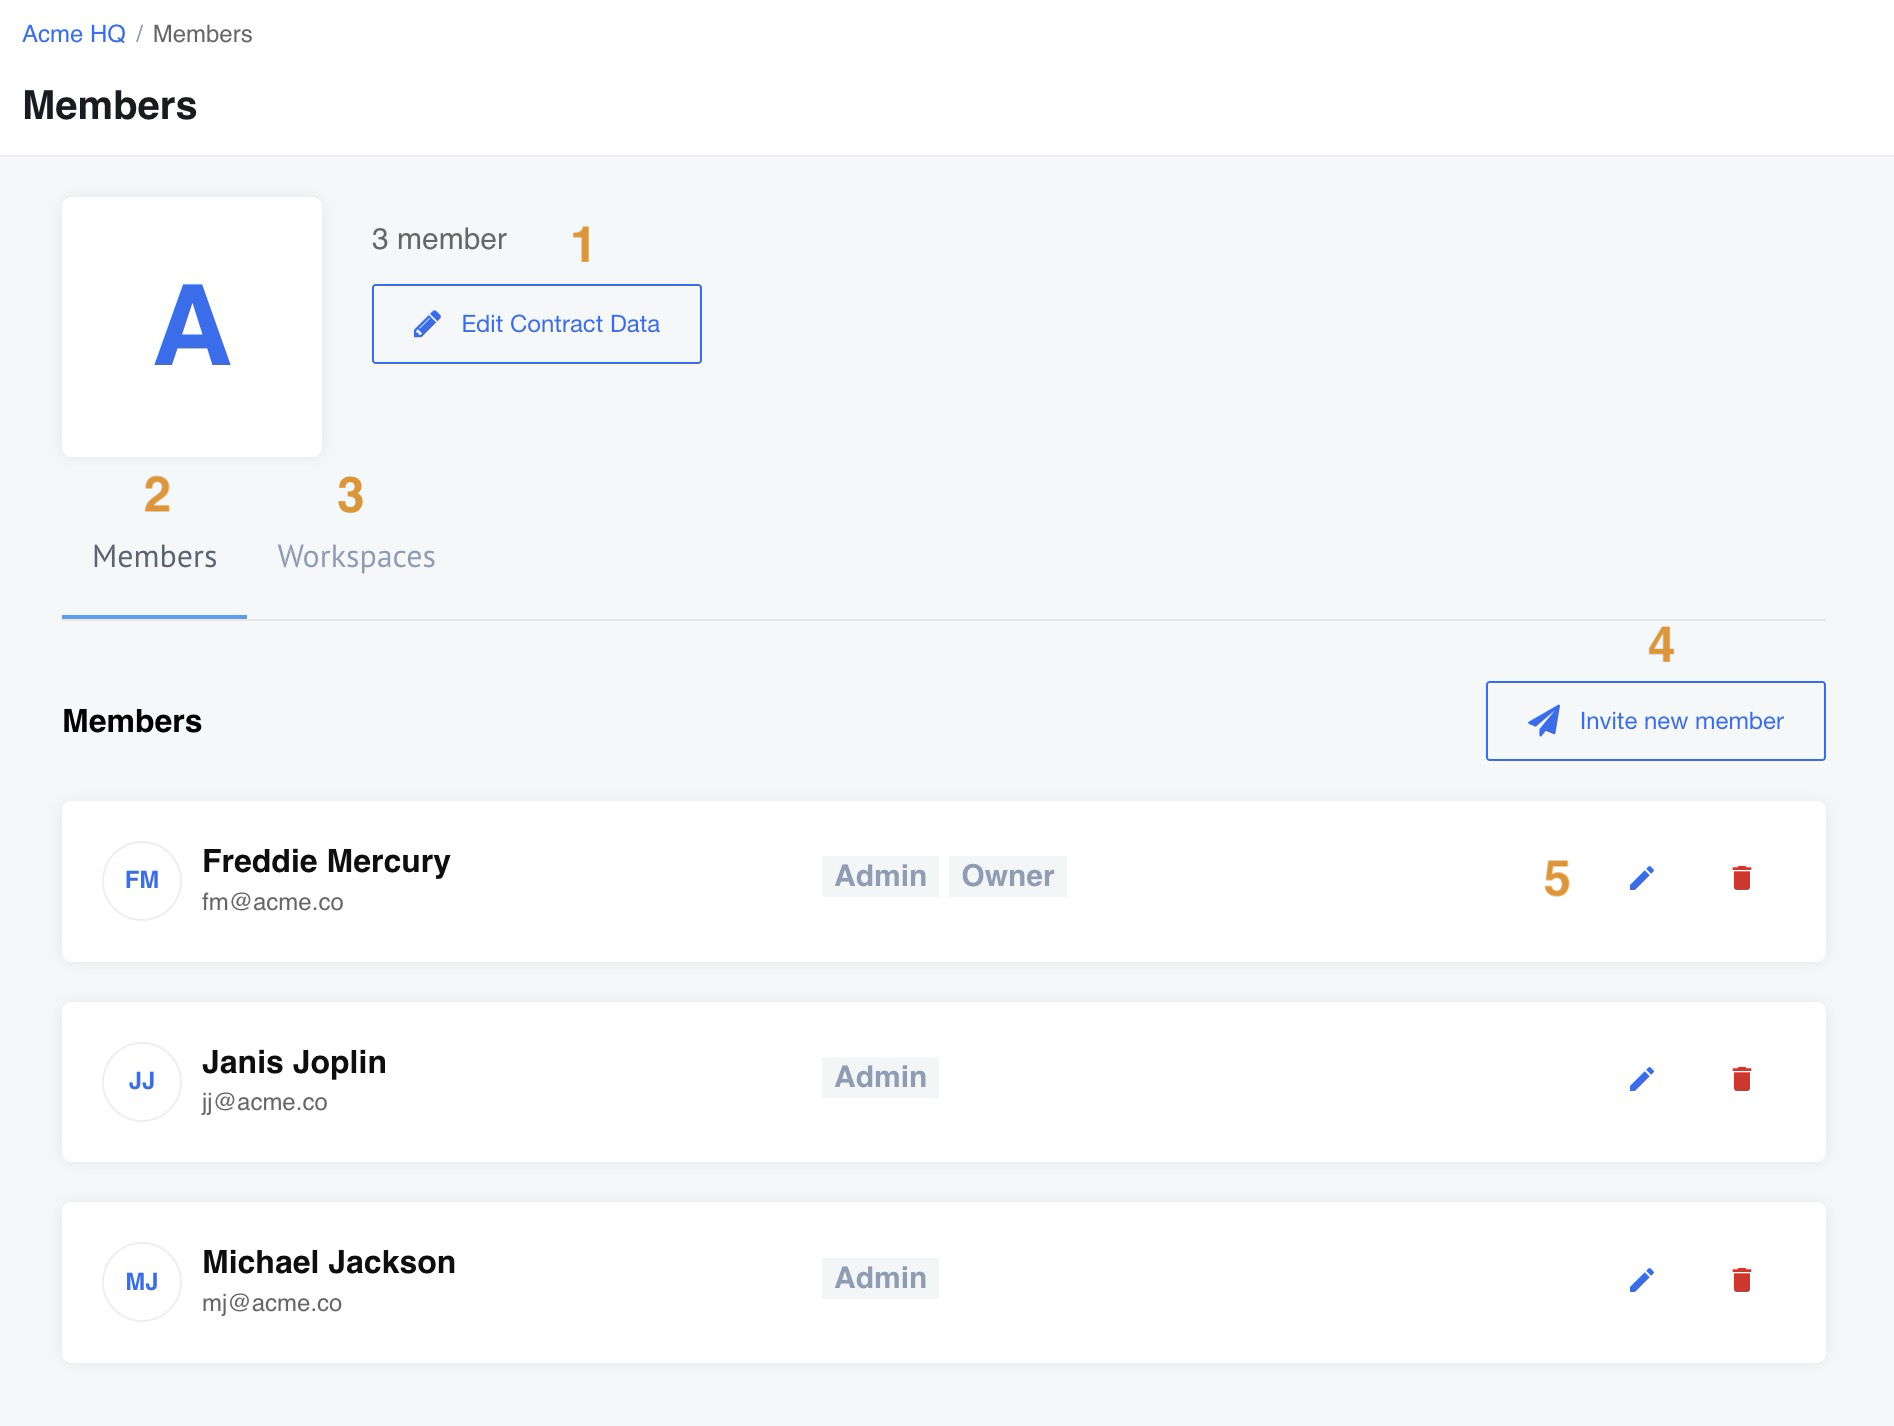 Acme HQ / Members
Members
A
3 member
1
Edit Contract Data
2
3
Members
Workspaces
4
Members
Invite new member
FM
Freddie Mercury
fm@acme.co
Admin
Owner
5
JJ
Janis Joplin
jj@acme.co
Admin
MJ
Michael Jackson
mj@acme.co
Admin